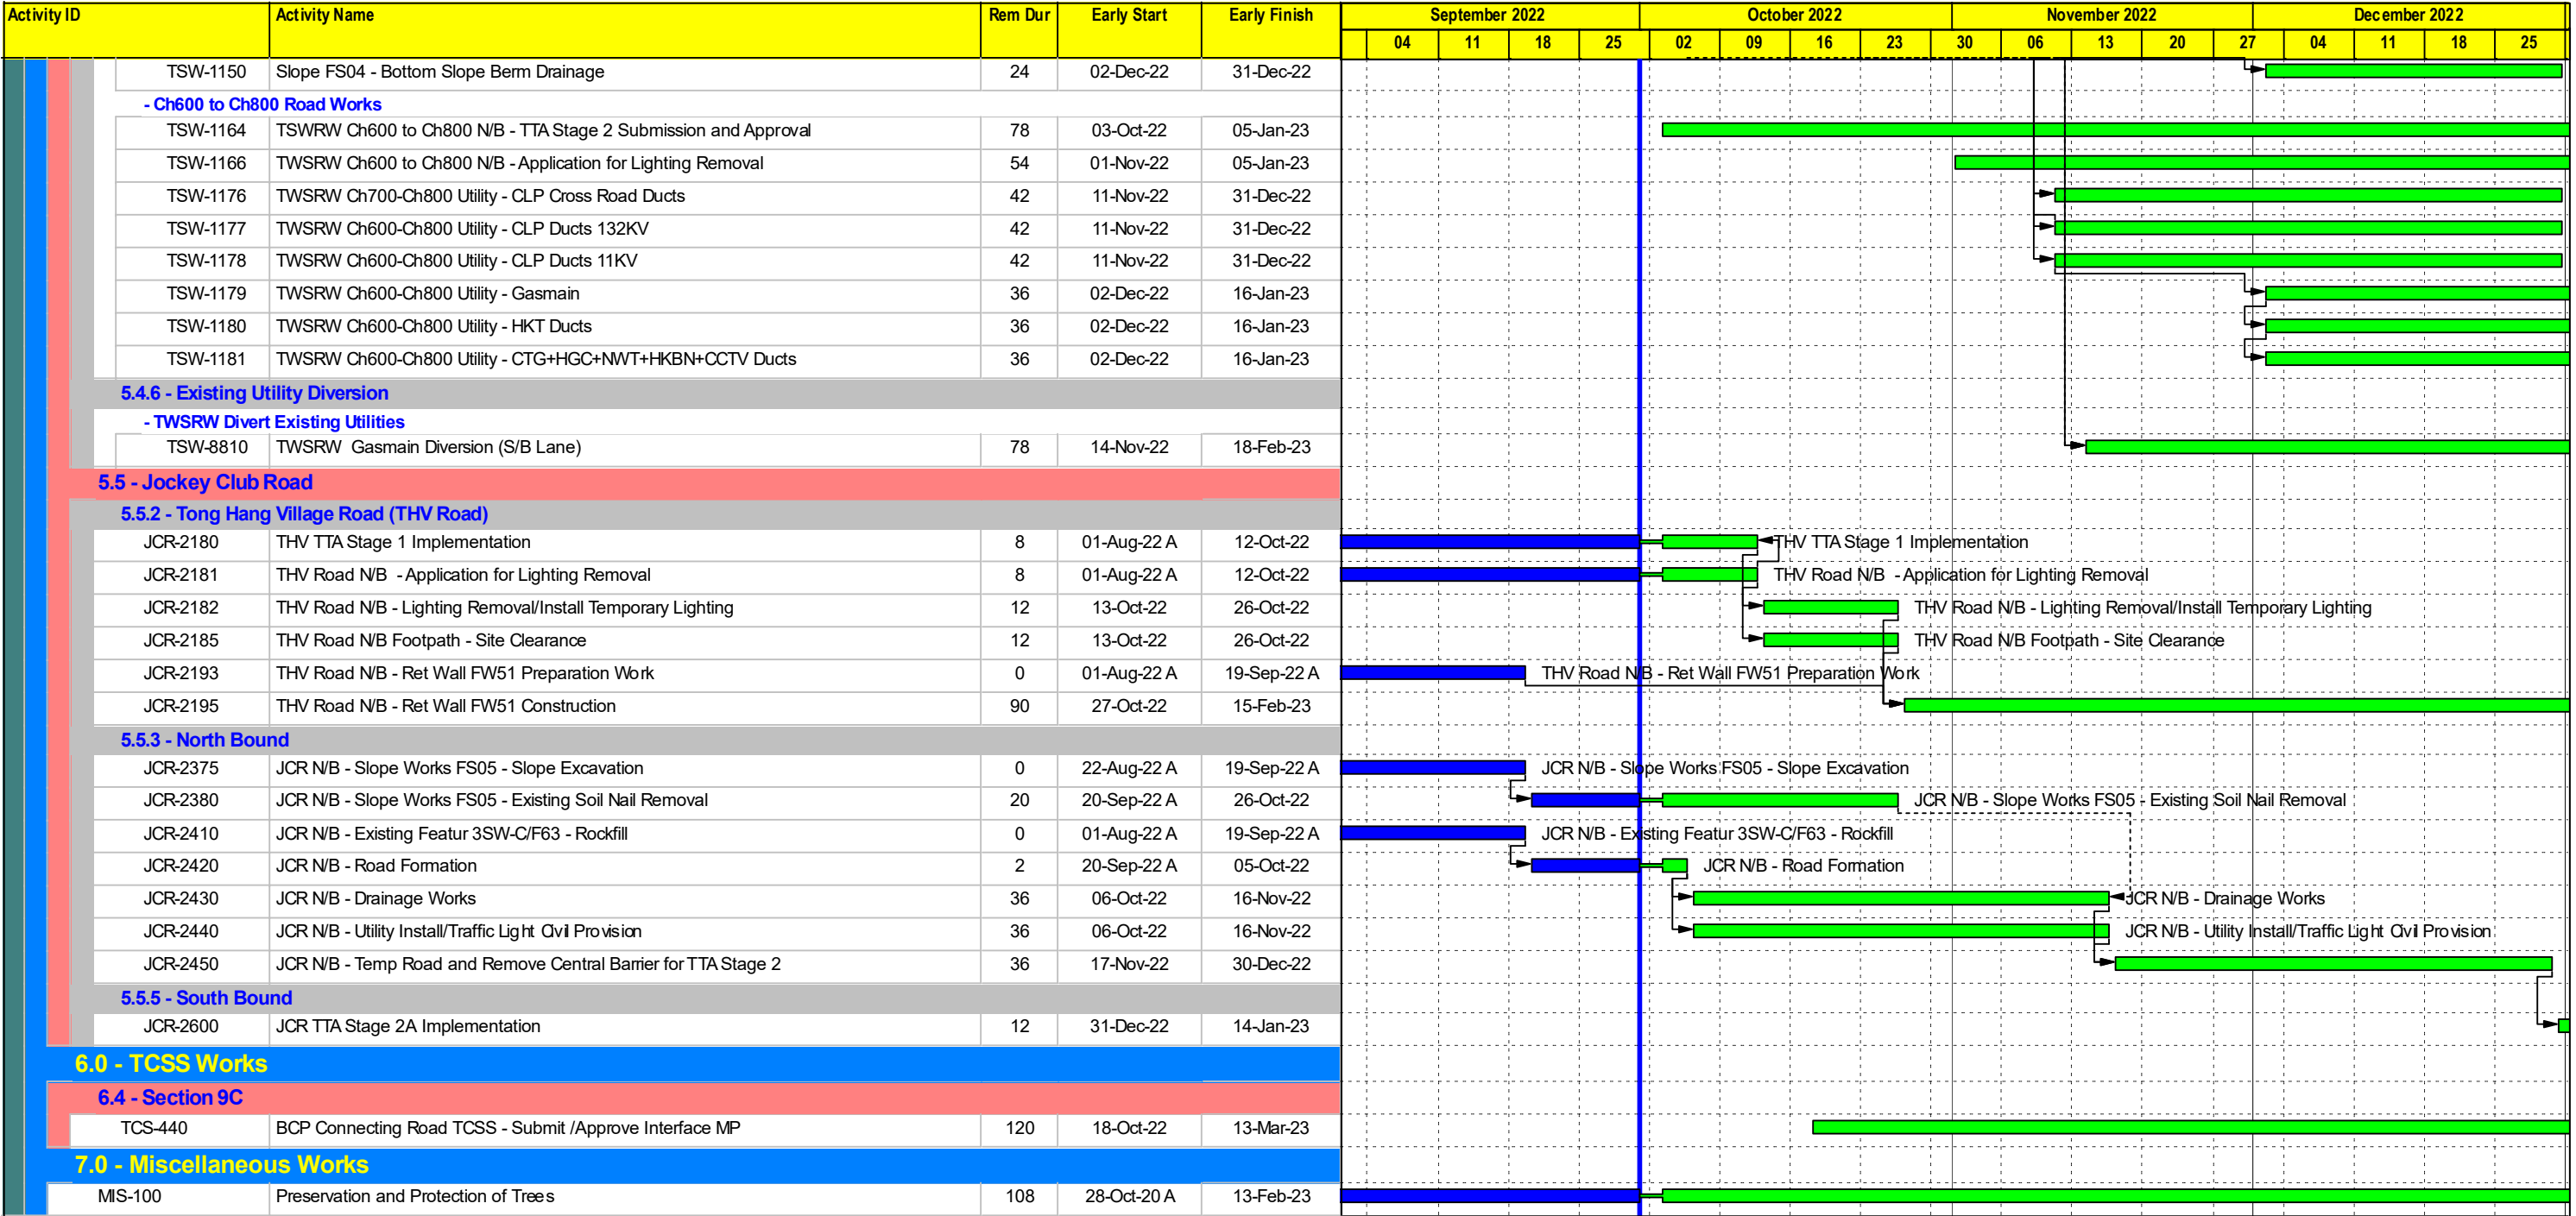 Activity ID Activity Name Rem Dur Early Start Early Finish September 2022 October 2022 November 2022 December 2022
04 11 18 25 02 09 16 23 30 06 13 20 27 04 11 18 25
TSW-1150 Slope FS04 - Bottom Slope Berm Drainage 24 02-Dec-22 31-Dec-22
- Ch600 to Ch800 Road Works
TSW-1164 TSWRW Ch600 to Ch800 N/B - TTA Stage 2 Submission and Approval 78 03-Oct-22 05-Jan-23
TSW-1166 TWSRW Ch600 to Ch800 N/B - Application for Lighting Removal 54 01-Nov-22 05-Jan-23
TSW-1176 TWSRW Ch700-Ch800 Utility - CLP Cross Road Ducts 42 11-Nov-22 31-Dec-22
TSW-1177 TWSRW Ch600-Ch800 Utility - CLP Ducts 132KV 42 11-Nov-22 31-Dec-22
TSW-1178 TWSRW Ch600-Ch800 Utility - CLP Ducts 11KV 42 11-Nov-22 31-Dec-22
TSW-1179 TWSRW Ch600-Ch800 Utility - Gasmain 36 02-Dec-22 16-Jan-23
TSW-1180 TWSRW Ch600-Ch800 Utility - HKT Ducts 36 02-Dec-22 16-Jan-23
TSW-1181 TWSRW Ch600-Ch800 Utility - CTG+HGC+NWT+HKBN+CCTV Ducts 36 02-Dec-22 16-Jan-23
5.4.6 - Existing Utility Diversion
- TWSRW Divert Existing Utilities
TSW-8810 TWSRW Gasmain Diversion (S/B Lane) 78 14-Nov-22 18-Feb-23
5.5 - Jockey Club Road
5.5.2 - Tong Hang Village Road (THV Road)
JCR-2180 THV TTA Stage 1 Implementation 8 01-Aug-22 A 12-Oct-22 THV TTA Stage 1 Implementation
JCR-2181 THV Road N/B - Application for Lighting Removal 8 01-Aug-22 A 12-Oct-22 THV Road N/B - Application for Lighting Removal
JCR-2182 THV Road N/B - Lighting Removal/Install Temporary Lighting 12 13-Oct-22 26-Oct-22 THV Road N/B - Lighting Removal/Install Temporary Lighting
JCR-2185 THV Road N/B Footpath - Site Clearance 12 13-Oct-22 26-Oct-22 THV Road N/B Footpath - Site Clearance
JCR-2193 THV Road N/B - Ret Wall FW51 Preparation Work 0 01-Aug-22 A 19-Sep-22 A THV Road N/B - Ret Wall FW51 Preparation Work
JCR-2195 THV Road N/B - Ret Wall FW51 Construction 90 27-Oct-22 15-Feb-23
5.5.3 - North Bound
JCR-2375 JCR N/B - Slope Works FS05 - Slope Excavation 0 22-Aug-22 A 19-Sep-22 A JCR N/B - Slope Works FS05 - Slope Excavation
JCR-2380 JCR N/B - Slope Works FS05 - Existing Soil Nail Removal 20 20-Sep-22 A 26-Oct-22 JCR N/B - Slope Works FS05 - Existing Soil Nail Removal
JCR-2410 JCR N/B - Existing Featur 3SW-C/F63 - Rockfill 0 01-Aug-22 A 19-Sep-22 A JCR N/B - Existing Featur 3SW-C/F63 - Rockfill
JCR-2420 JCR N/B - Road Formation 2 20-Sep-22 A 05-Oct-22 JCR N/B - Road Formation
JCR-2430 JCR N/B - Drainage Works 36 06-Oct-22 16-Nov-22 JCR N/B - Drainage Works
JCR-2440 JCR N/B - Utility Install/Traffic Light Civil Provision 36 06-Oct-22 16-Nov-22 JCR N/B - Utility Install/Traffic Light Civil Provision
JCR-2450 JCR N/B - Temp Road and Remove Central Barrier for TTA Stage 2 36 17-Nov-22 30-Dec-22
5.5.5 - South Bound
JCR-2600 JCR TTA Stage 2A Implementation 12 31-Dec-22 14-Jan-23
6.0 - TCSS Works
6.4 - Section 9C
TCS-440 BCP Connecting Road TCSS - Submit /Approve Interface MP 120 18-Oct-22 13-Mar-23
7.0 - Miscellaneous Works
MIS-100 Preservation and Protection of Trees 108 28-Oct-20 A 13-Feb-23